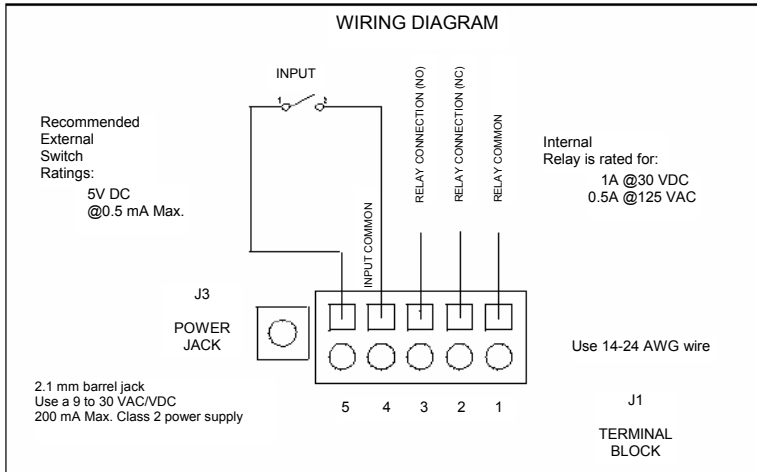 WIRING DIAGRAM
INPUT
1 2
Recommended
External
Switch
Ratings:
5V DC
@0.5 mA Max.
INPUT COMMON
RELAY CONNECTION (NO)
RELAY CONNECTION (NC)
RELAY COMMON
Internal
Relay is rated for:
1A @30 VDC
0.5A @125 VAC
J3
POWER
JACK
Use 14-24 AWG wire
2.1 mm barrel jack
Use a 9 to 30 VAC/VDC
200 mA Max. Class 2 power supply
5 4 3 2 1
J1
TERMINAL
BLOCK